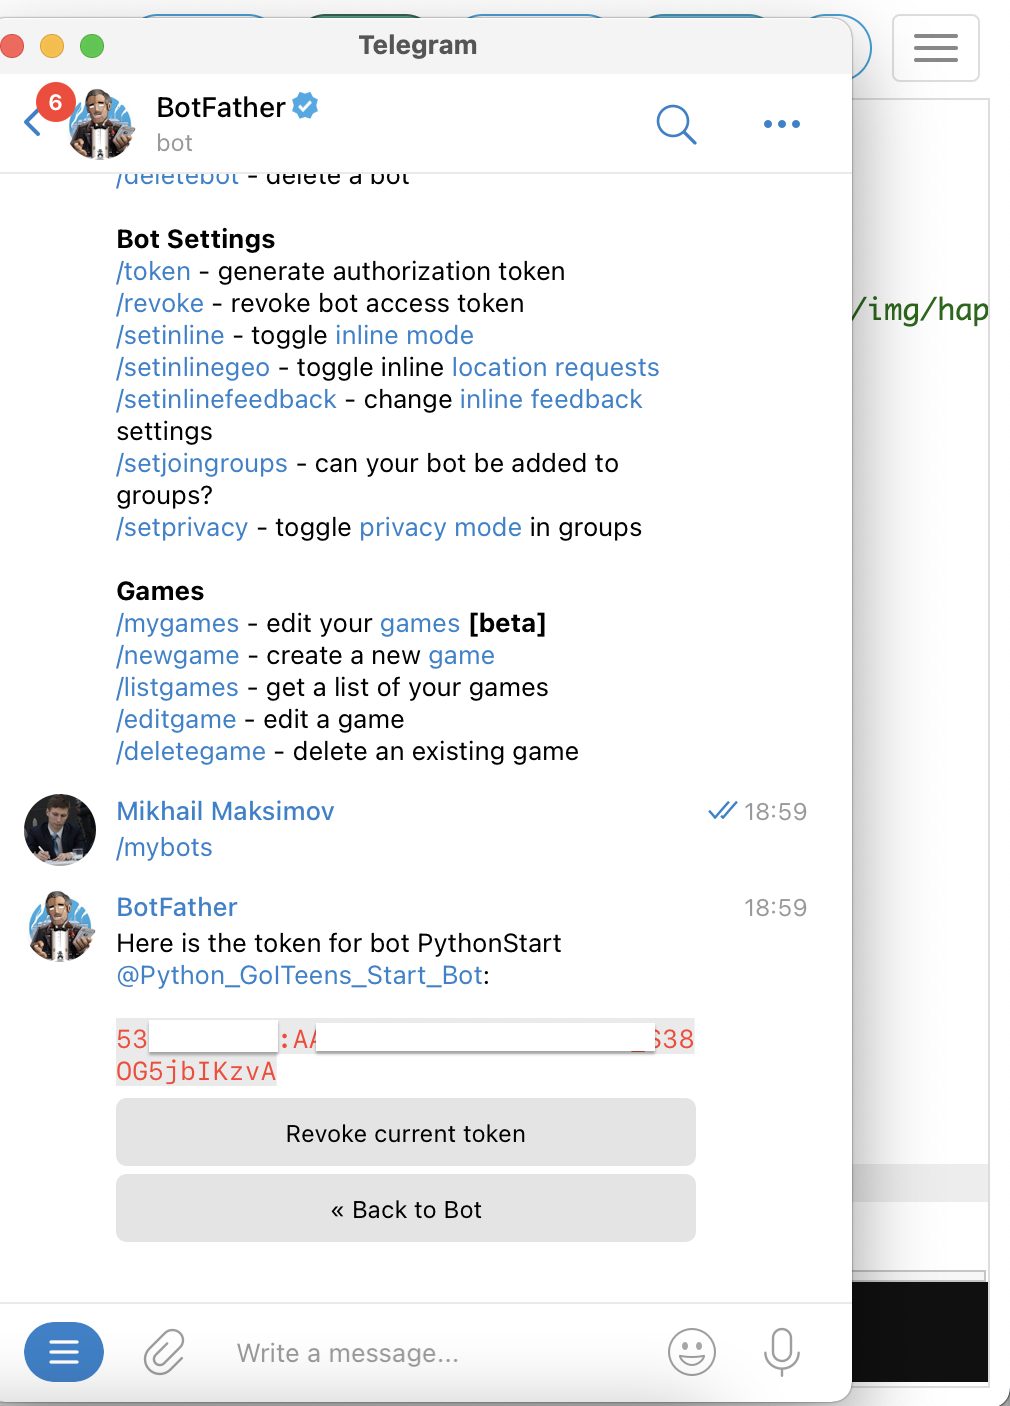 Telegram
6
BotFather
bot
/deletebot - delete a bot
Bot Settings
/token - generate authorization token
/revoke - revoke bot access token
/setinline - toggle inline mode
/setinlinegeo - toggle inline location requests
/setinlinefeedback - change inline feedback
settings
/setjoingroups - can your bot be added to
groups?
/setprivacy - toggle privacy mode in groups
Games
/mygames - edit your games [beta]
/newgame - create a new game
/listgames - get a list of your games
/editgame - edit a game
/deletegame - delete an existing game
Mikhail Maksimov 18:59
/mybots
BotFather 18:59
Here is the token for bot PythonStart
@Python_GoITeens_Start_Bot:
53 :AA _S38
OG5jbIKzvA
Revoke current token
« Back to Bot
Write a message...
/img/hap